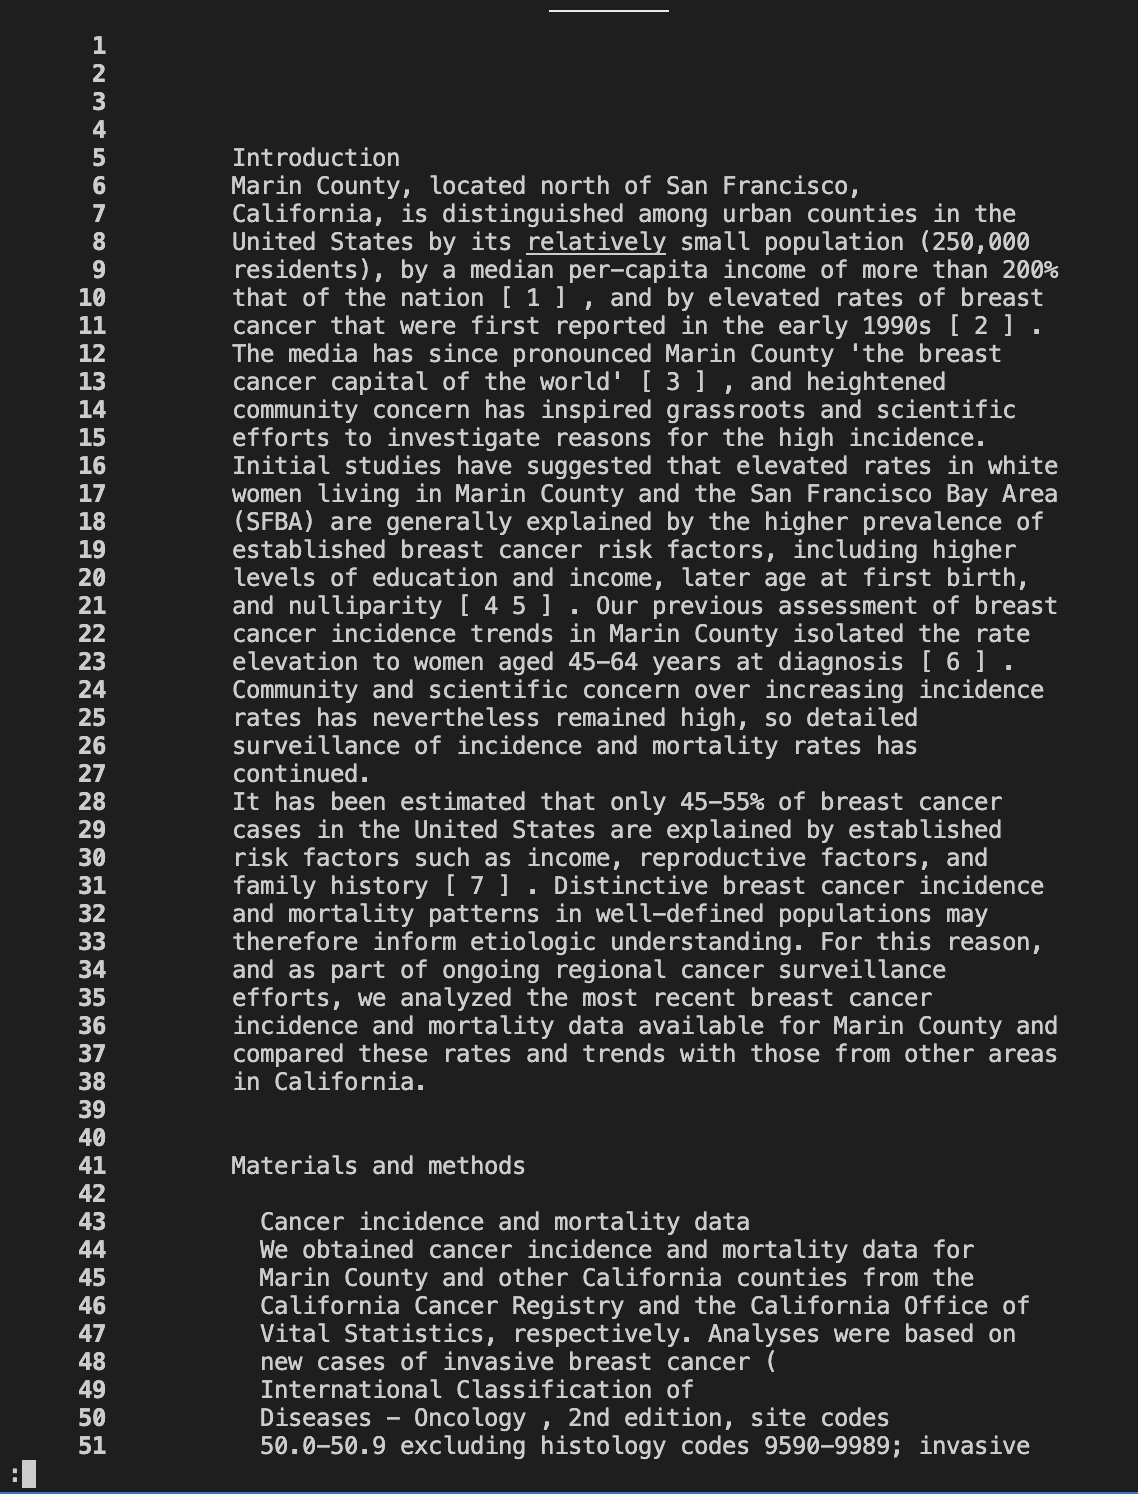 1
2
3
4
5 Introduction
6 Marin County, located north of San Francisco,
7 California, is distinguished among urban counties in the
8 United States by its relatively small population (250,000
9 residents), by a median per-capita income of more than 200%
10 that of the nation [ 1 ] , and by elevated rates of breast
11 cancer that were first reported in the early 1990s [ 2 ] .
12 The media has since pronounced Marin County 'the breast
13 cancer capital of the world' [ 3 ] , and heightened
14 community concern has inspired grassroots and scientific
15 efforts to investigate reasons for the high incidence.
16 Initial studies have suggested that elevated rates in white
17 women living in Marin County and the San Francisco Bay Area
18 (SFBA) are generally explained by the higher prevalence of
19 established breast cancer risk factors, including higher
20 levels of education and income, later age at first birth,
21 and nulliparity [ 4 5 ] . Our previous assessment of breast
22 cancer incidence trends in Marin County isolated the rate
23 elevation to women aged 45–64 years at diagnosis [ 6 ] .
24 Community and scientific concern over increasing incidence
25 rates has nevertheless remained high, so detailed
26 surveillance of incidence and mortality rates has
27 continued.
28 It has been estimated that only 45–55% of breast cancer
29 cases in the United States are explained by established
30 risk factors such as income, reproductive factors, and
31 family history [ 7 ] . Distinctive breast cancer incidence
32 and mortality patterns in well-defined populations may
33 therefore inform etiologic understanding. For this reason,
34 and as part of ongoing regional cancer surveillance
35 efforts, we analyzed the most recent breast cancer
36 incidence and mortality data available for Marin County and
37 compared these rates and trends with those from other areas
38 in California.
39
40
41 Materials and methods
42
43 Cancer incidence and mortality data
44 We obtained cancer incidence and mortality data for
45 Marin County and other California counties from the
46 California Cancer Registry and the California Office of
47 Vital Statistics, respectively. Analyses were based on
48 new cases of invasive breast cancer (
49 International Classification of
50 Diseases – Oncology , 2nd edition, site codes
51 50.0–50.9 excluding histology codes 9590–9989; invasive
: